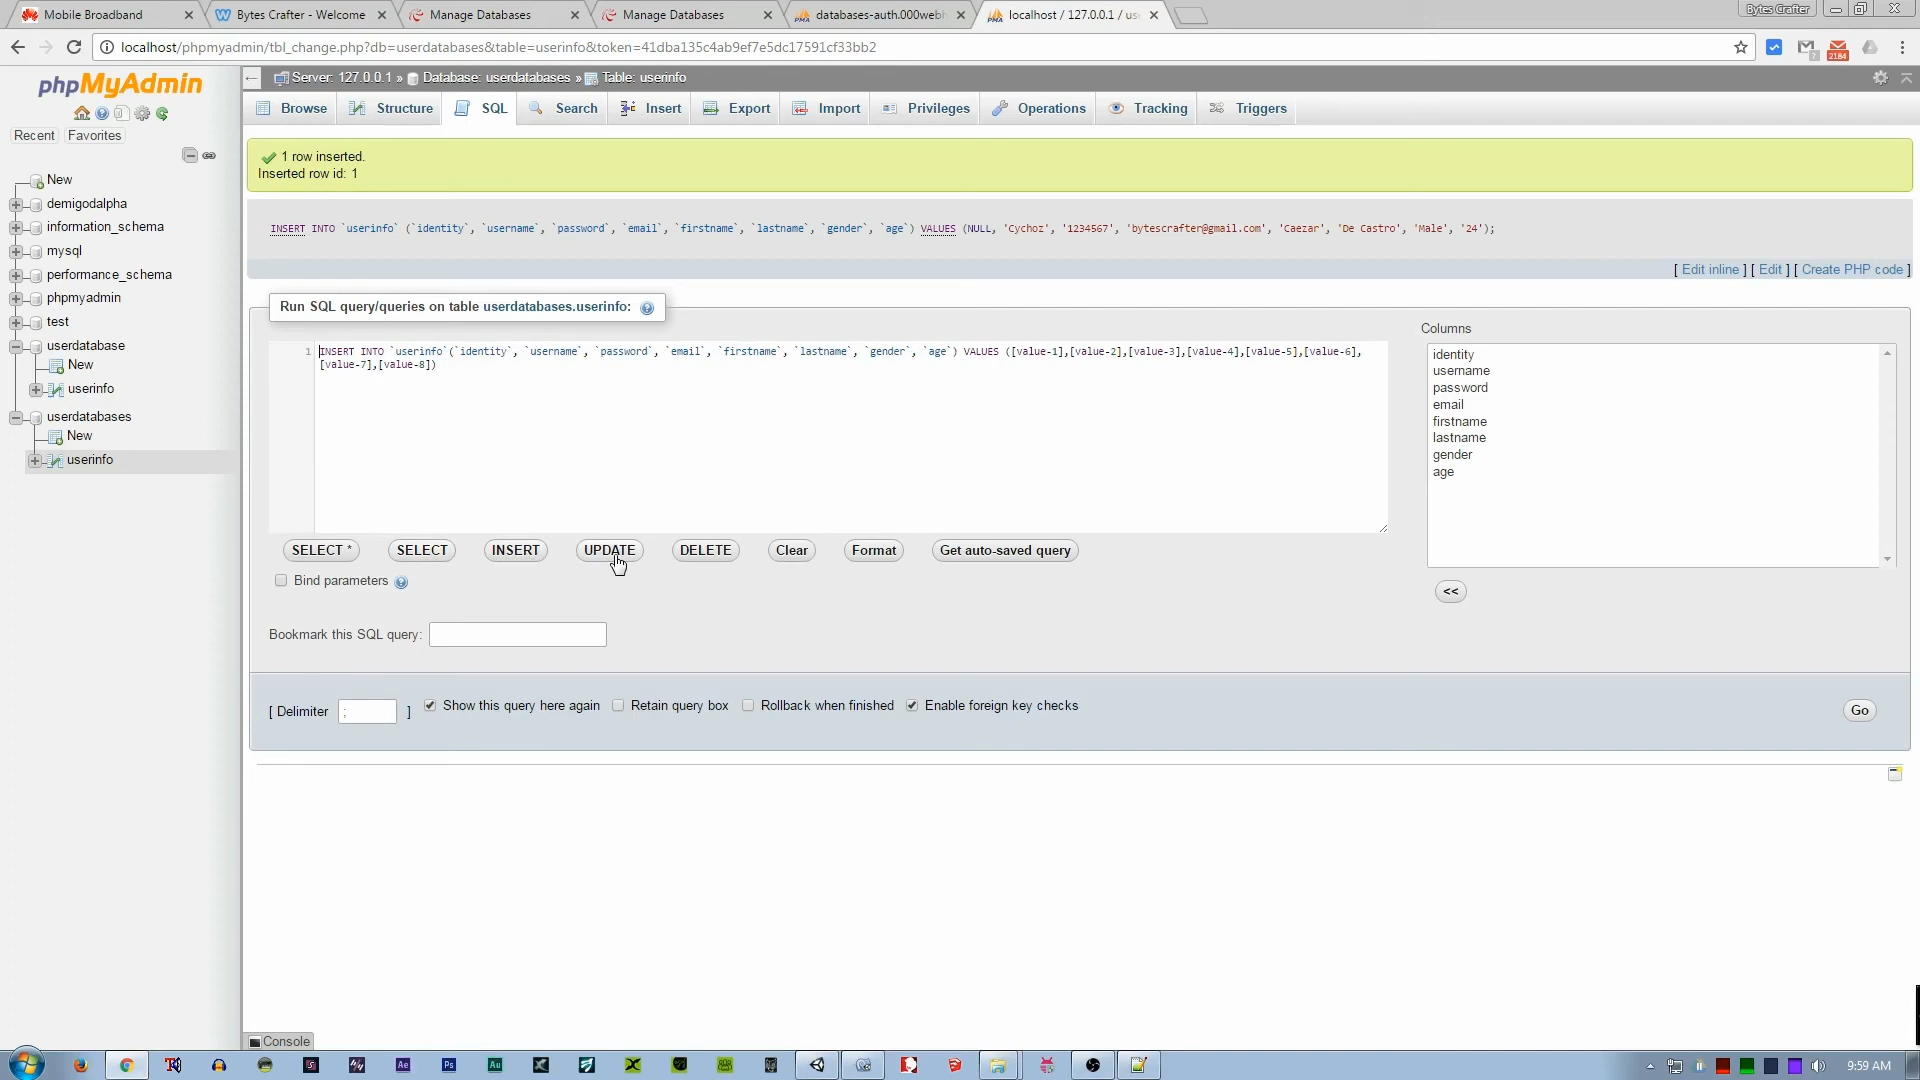 Mobile Broadband
Bytes Crafter - Welcome
Manage Databases
Manage Databases
databases-auth.000webh
localhost / 127.0.0.1 / us
Bytes Crafter
localhost/phpmyadmin/tbl_change.php?db=userdatabases&table=userinfo&token=41dba135c4ab9ef7e5dc17591cf33bb2
2184
phpMyAdmin
Recent
Favorites
New
demigodalpha
information_schema
mysql
performance_schema
phpmyadmin
test
userdatabase
New
userinfo
userdatabases
New
userinfo
Server: 127.0.0.1 » Database: userdatabases » Table: userinfo
Browse
Structure
SQL
Search
Insert
Export
Import
Privileges
Operations
Tracking
Triggers
1 row inserted.
Inserted row id: 1
INSERT INTO `userinfo` (`identity`, `username`, `password`, `email`, `firstname`, `lastname`, `gender`, `age`) VALUES (NULL, 'Cychoz', '1234567', 'bytescrafter@gmail.com', 'Caezar', 'De Castro', 'Male', '24');
[ Edit inline ] [ Edit ] [ Create PHP code ]
Run SQL query/queries on table userdatabases.userinfo:
1
INSERT INTO `userinfo`(`identity`, `username`, `password`, `email`, `firstname`, `lastname`, `gender`, `age`) VALUES ([value-1],[value-2],[value-3],[value-4],[value-5],[value-6],
[value-7],[value-8])
Columns
identity
username
password
email
firstname
lastname
gender
age
<<
SELECT *
SELECT
INSERT
UPDATE
DELETE
Clear
Format
Get auto-saved query
Bind parameters
Bookmark this SQL query:
[ Delimiter ; ]
Show this query here again
Retain query box
Rollback when finished
Enable foreign key checks
Go
Console
Ae
Ps
Au
9:59 AM